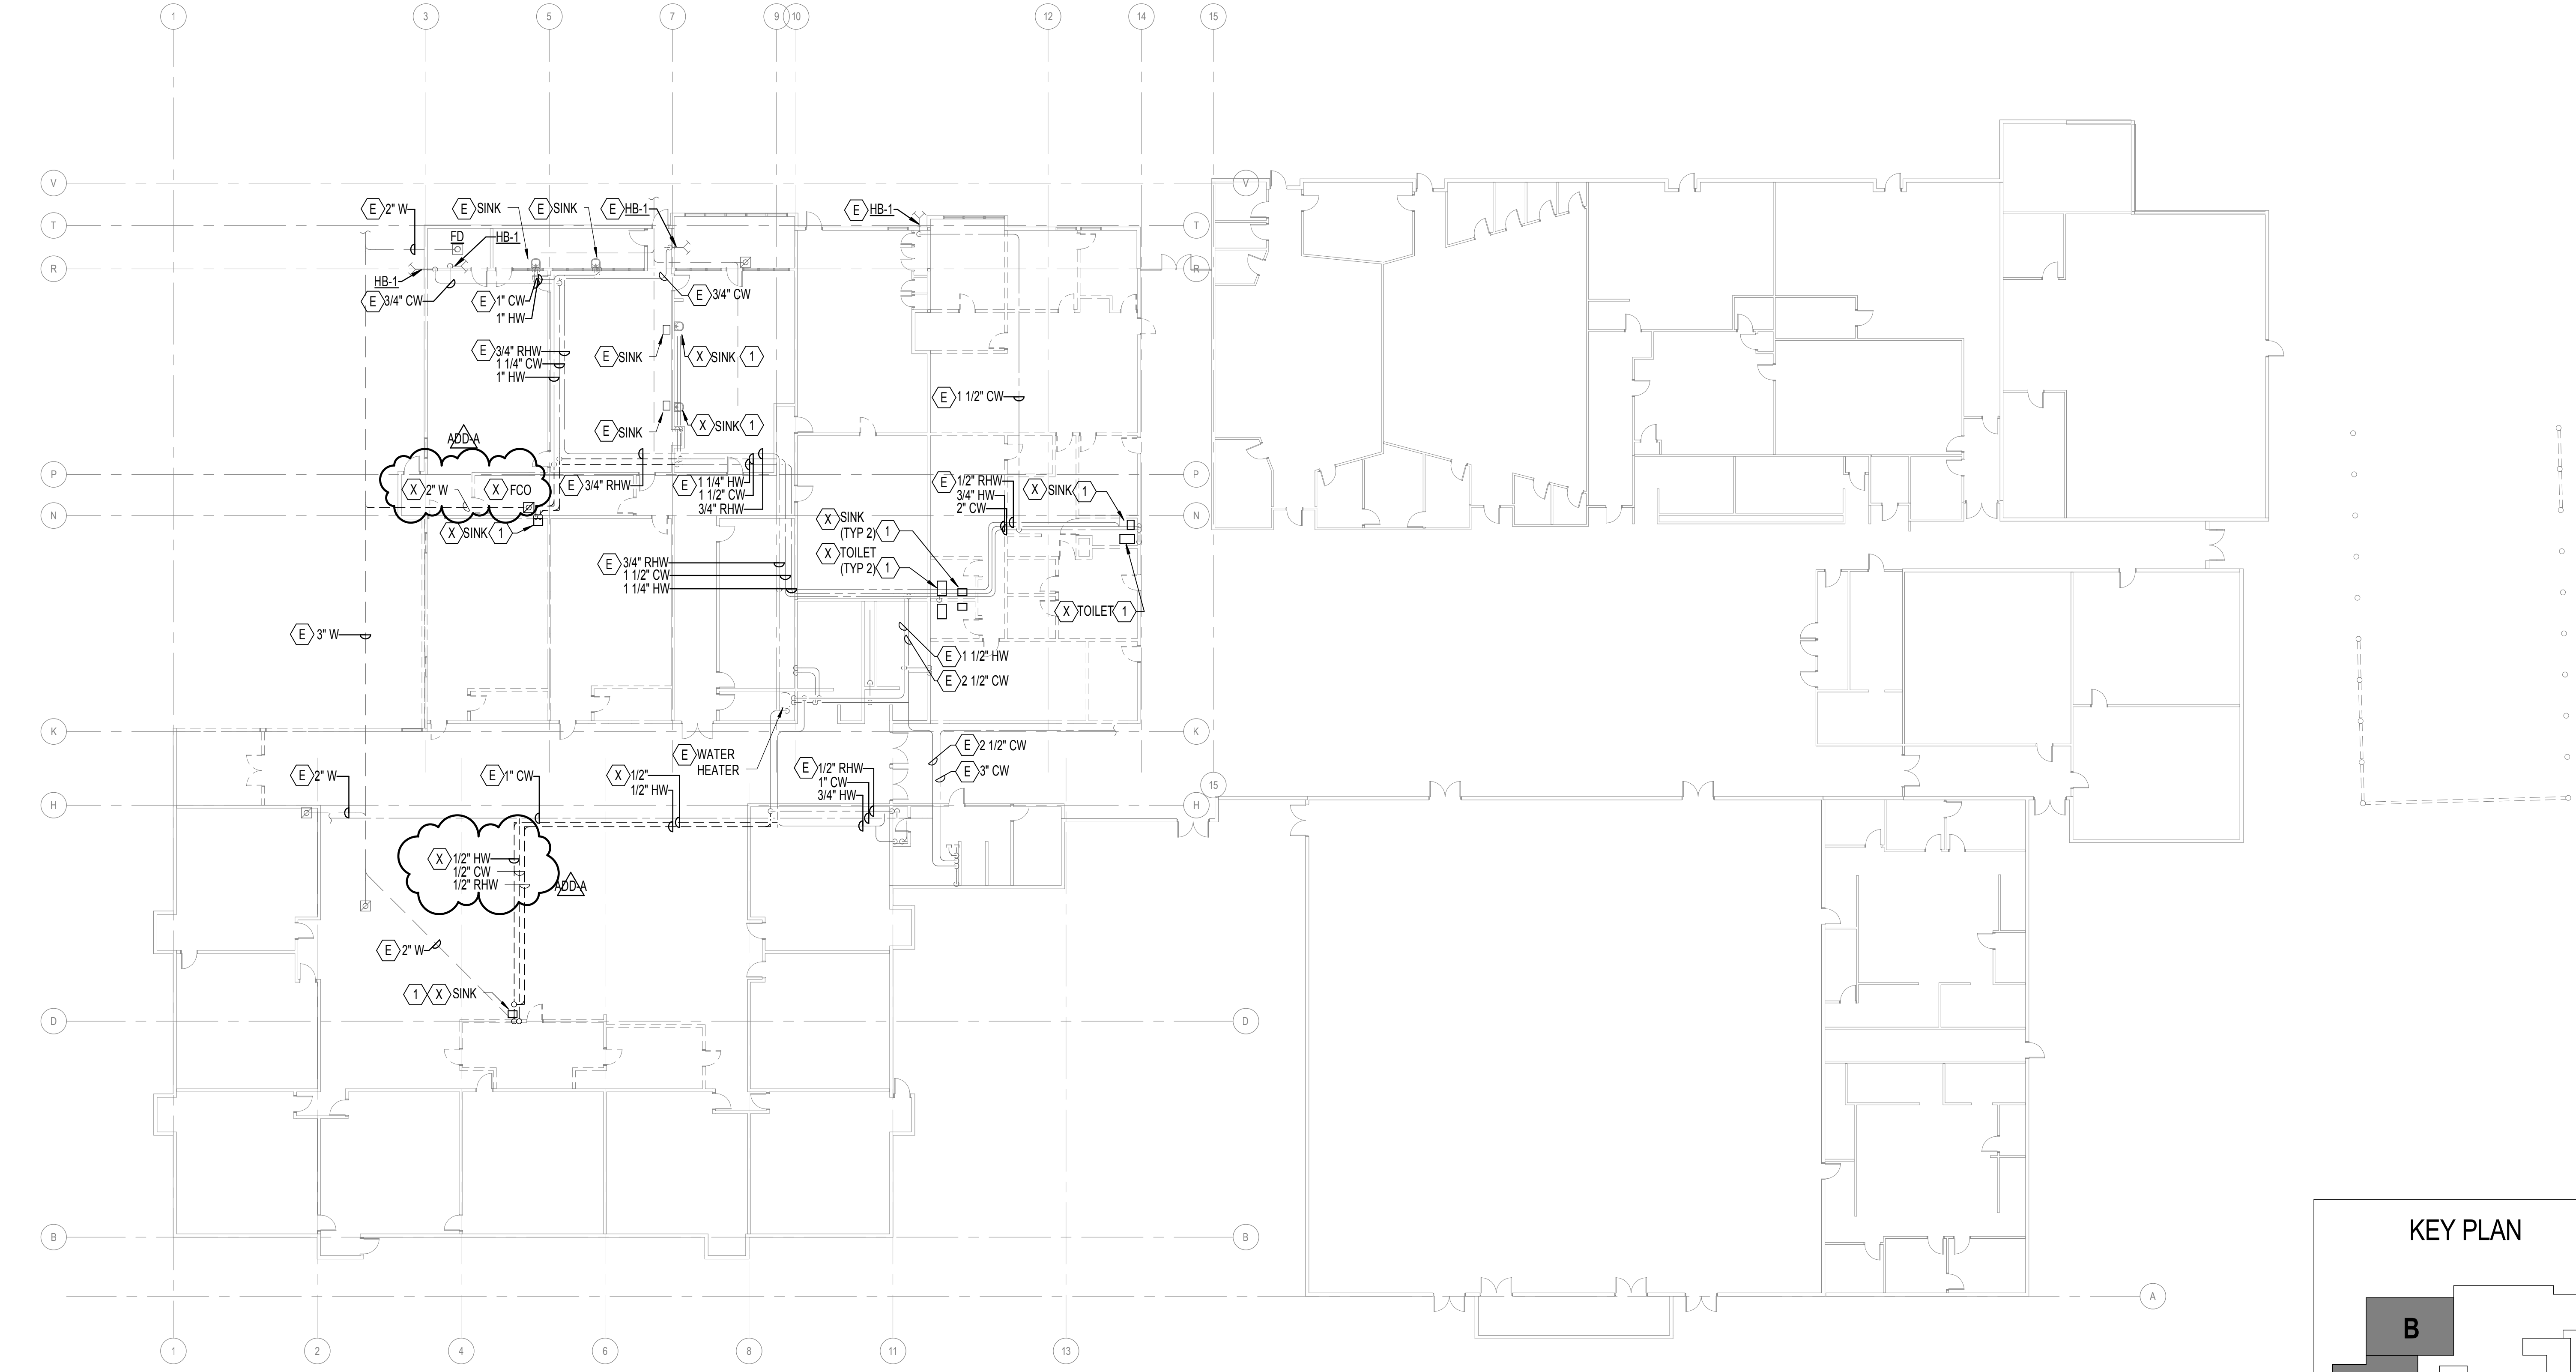 1
3
5
7
9
10
12
14
15
V
V
E 2" W
E SINK
E SINK
E HB-1
E HB-1
T
T
FD
HB-1
R
R
HB-1
E 3/4" CW
E 1" CW
1" HW
E 3/4" CW
E 3/4" RHW
1 1/4" CW
1" HW
E SINK
X SINK 1
E 1 1/2" CW
E SINK
X SINK 1
ADD-A
P
P
X 2" W
X FCO
E 3/4" RHW
E 1 1/4" HW
1 1/2" CW
3/4" RHW
E 1/2" RHW
3/4" HW
2" CW
X SINK 1
N
N
X SINK 1
X SINK
(TYP 2) 1
X TOILET
(TYP 2) 1
E 3/4" RHW
1 1/2" CW
1 1/4" HW
X TOILET 1
E 3" W
E 1 1/2" HW
E 2 1/2" CW
K
K
E WATER
HEATER
E 2 1/2" CW
E 3" CW
E 2" W
E 1" CW
X 1/2"
1/2" HW
E 1/2" RHW
1" CW
3/4" HW
15
H
H
X 1/2" HW
1/2" CW
1/2" RHW
ADD-A
E 2" W
1 X SINK
D
D
B
B
KEY PLAN
A
B
1
2
4
6
8
11
13